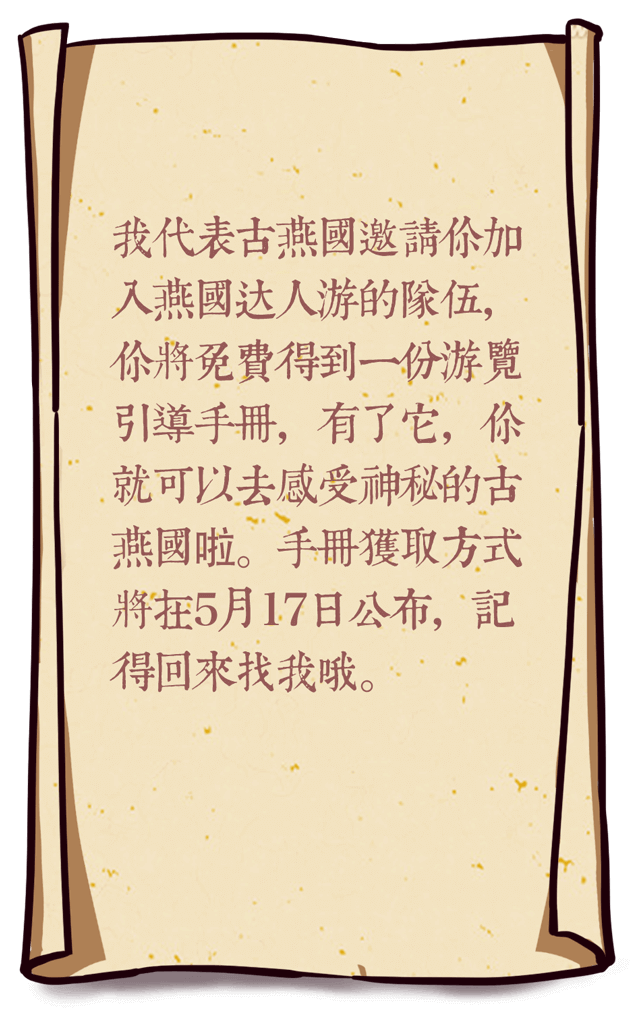 我代表古燕國邀請你加
入燕國达人游的隊伍，
你將免費得到一份游覽
引導手冊，有了它，你
就可以去感受神秘的古
燕國啦。手冊獲取方式
將在5月17日公布，記
得回來找我哦。